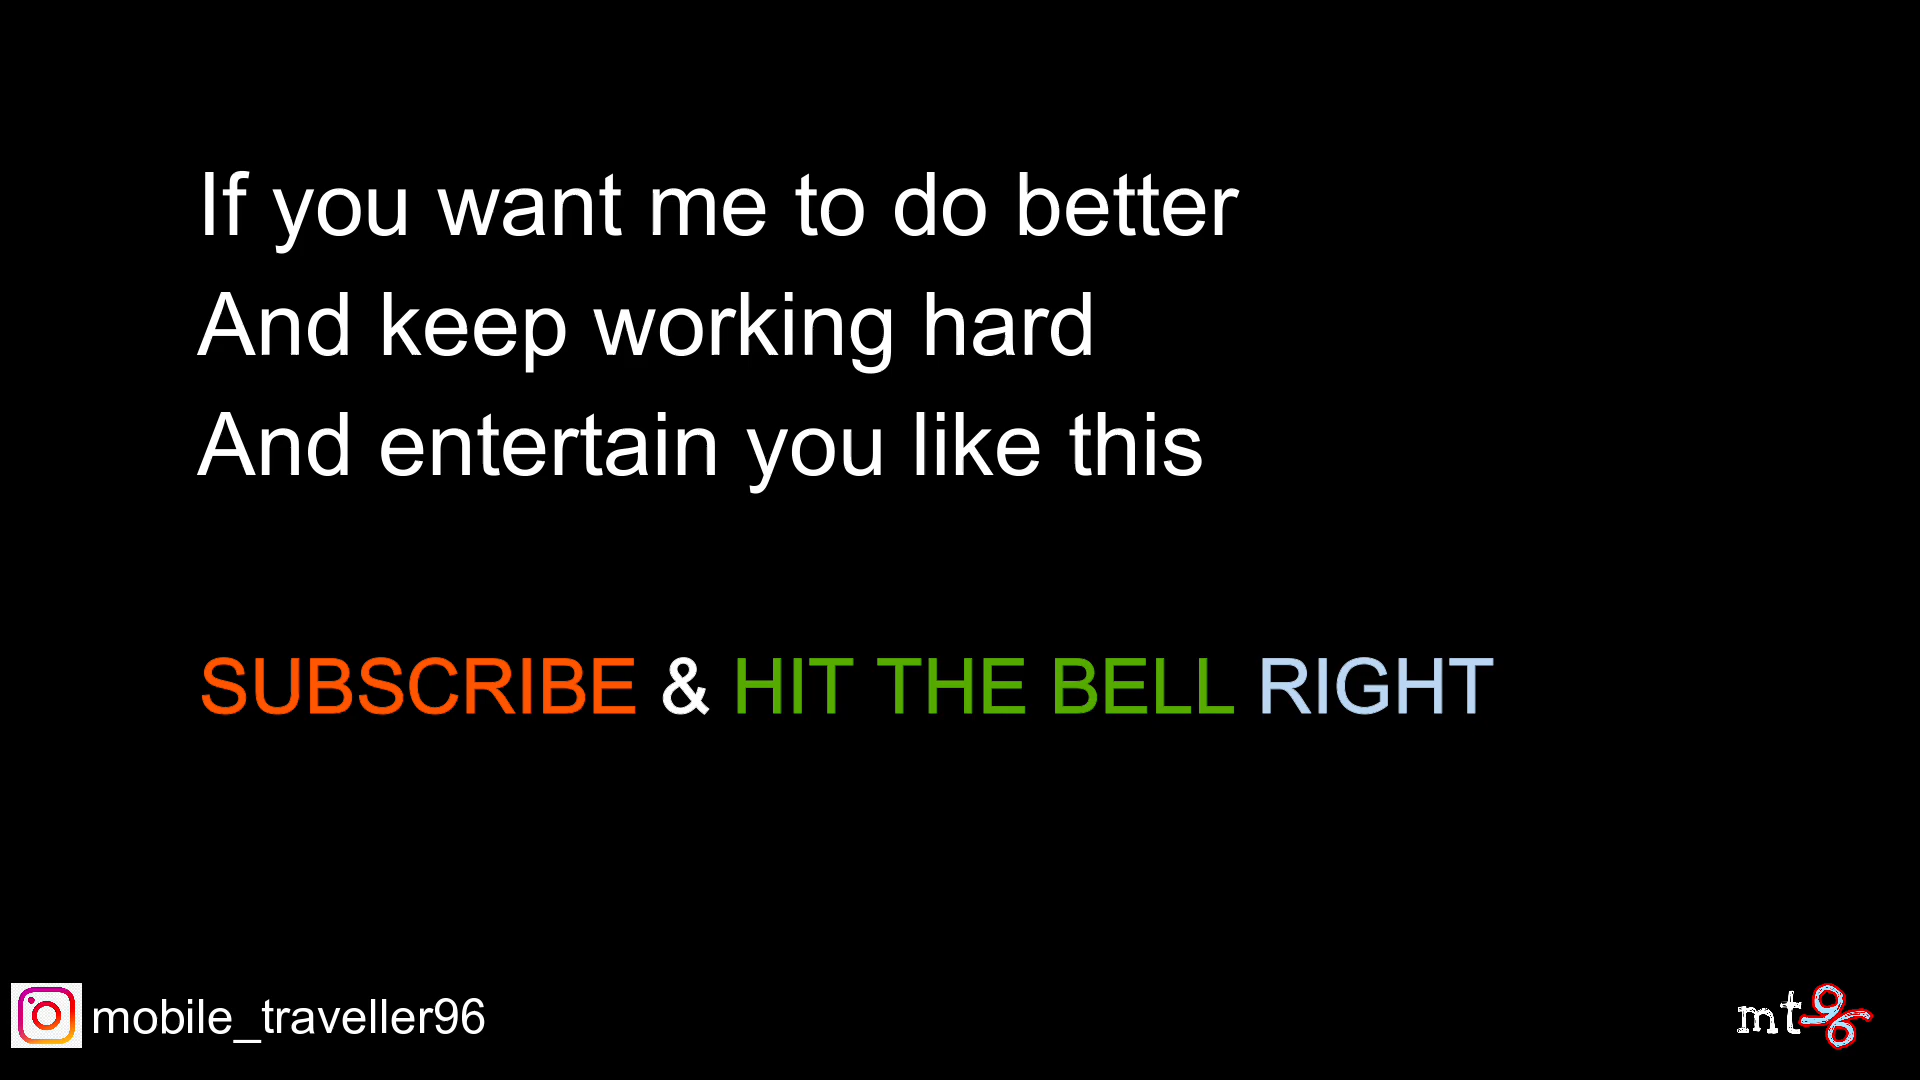 If you want me to do better
And keep working hard
And entertain you like this
SUBSCRIBE & HIT THE BELL RIGHT
mobile_traveller96
mt96